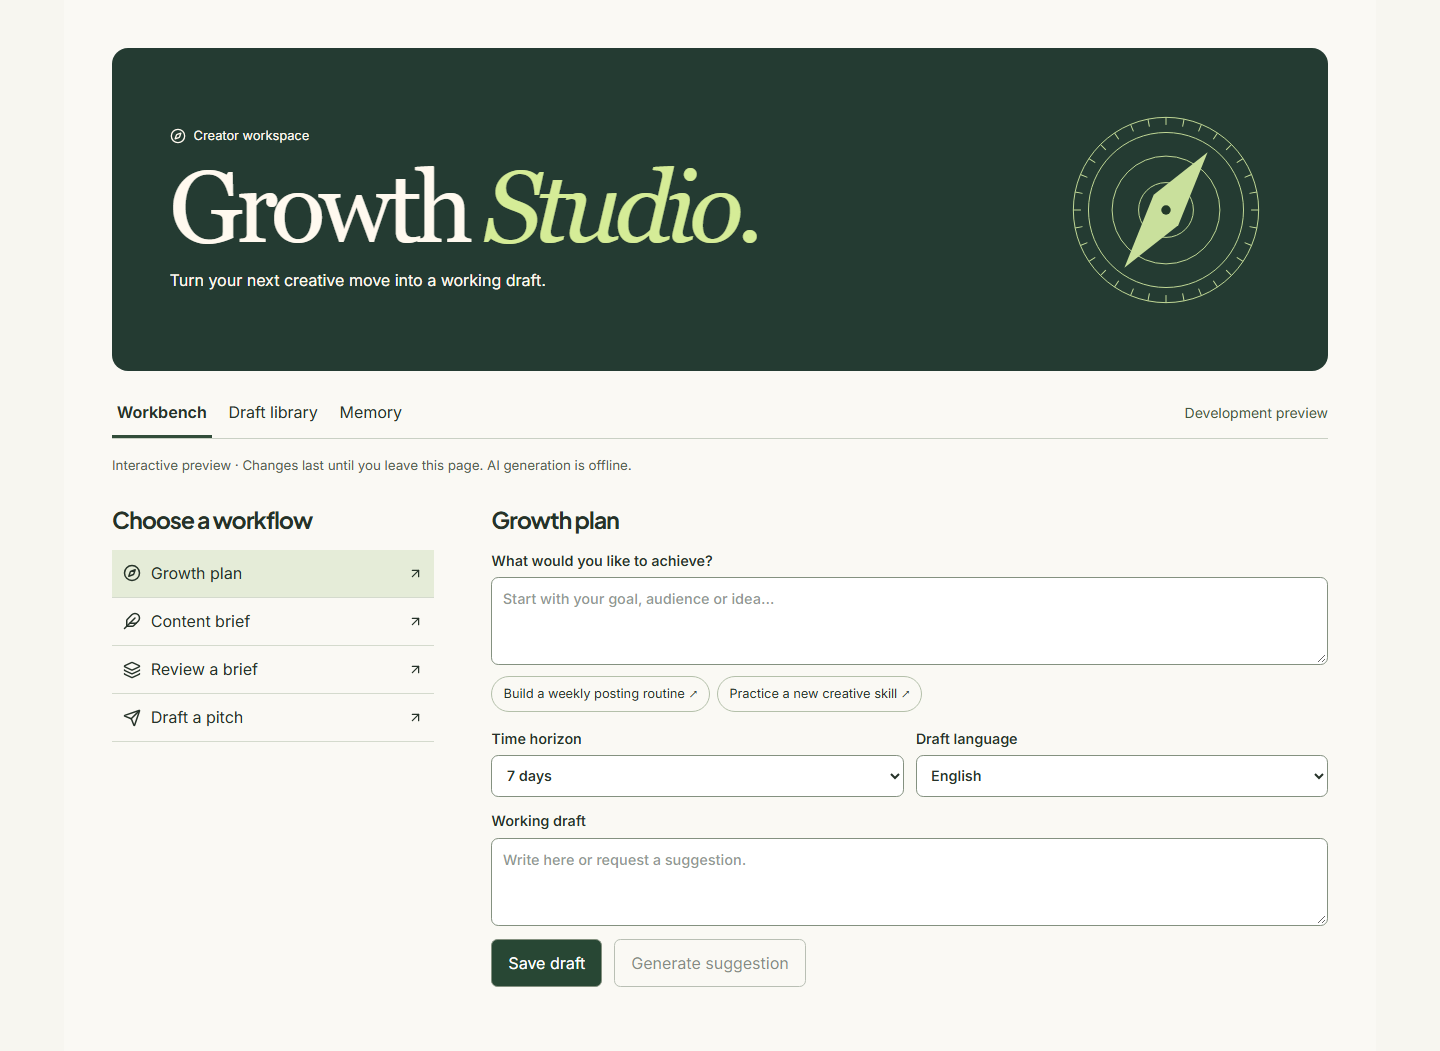 Creator workspace
Growth Studio.
Turn your next creative move into a working draft.
Workbench Draft library Memory Development preview
Interactive preview · Changes last until you leave this page. AI generation is offline.
Choose a workflow
Growth plan
Content brief
Review a brief
Draft a pitch
Growth plan
What would you like to achieve?
Start with your goal, audience or idea...
Build a weekly posting routine ↗ Practice a new creative skill ↗
Time horizon Draft language
7 days English
Working draft
Write here or request a suggestion.
Save draft Generate suggestion